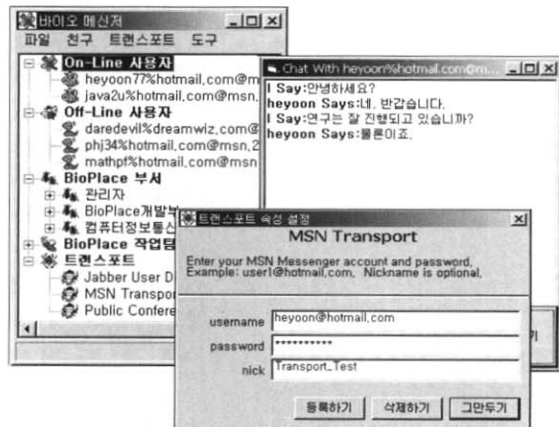 바이오 메신저
파일 친구 트랜스포트 도구
On-Line 사용자
heyoon77%hotmail.com@m
java2u%hotmail.com@msn.
Off-Line 사용자
daredevil%dreamwiz.com@
phj34%hotmail.com@msn.2
mathpf%hotmail.com@msn
BioPlace 부서
관리자
BioPlace개발부
컴퓨터정보통신
BioPlace 작업팀
트랜스포트
Jabber User D
MSN Transpor
Public Confere
Chat With heyoon%hotmail.com@m...
I Say:안녕하세요?
heyoon Says:네. 반갑습니다.
I Say:연구는 잘 진행되고 있습니까?
heyoon Says:물론이죠.
트랜스포트 속성 설정
MSN Transport
Enter your MSN Messenger account and password.
Example: user1@hotmail.com. Nickname is optional.
username heyoon@hotmail.com
password **********
nick Transport_Test
등록하기 삭제하기 그만두기